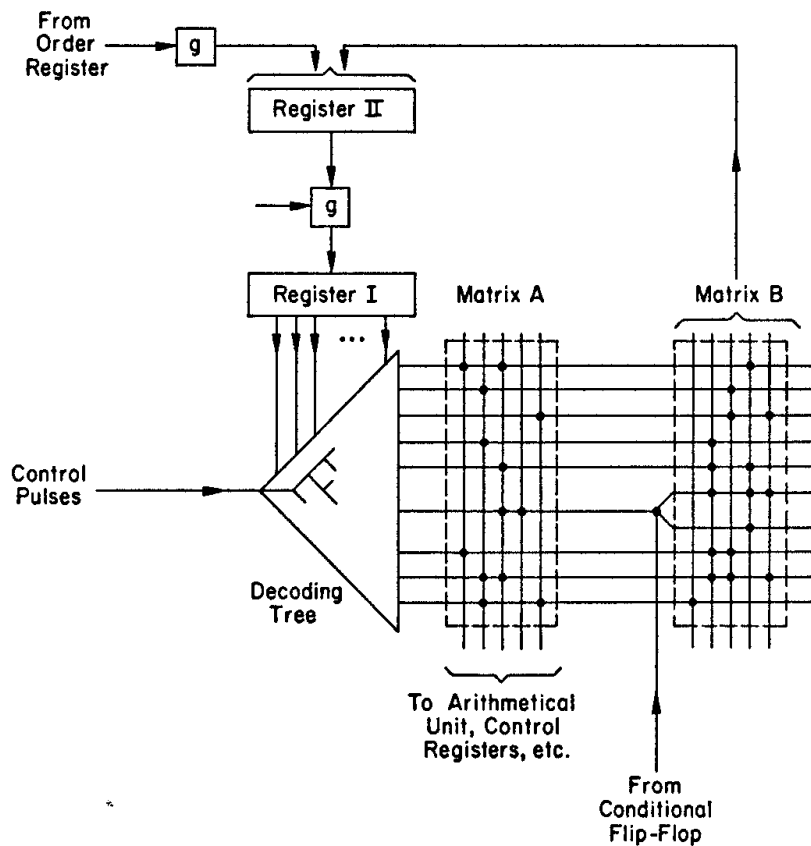 From
Order
Register
g
Register II
g
Register I
...
Matrix A
Matrix B
Control
Pulses
Decoding
Tree
To Arithmetical
Unit, Control
Registers, etc.
From
Conditional
Flip-Flop